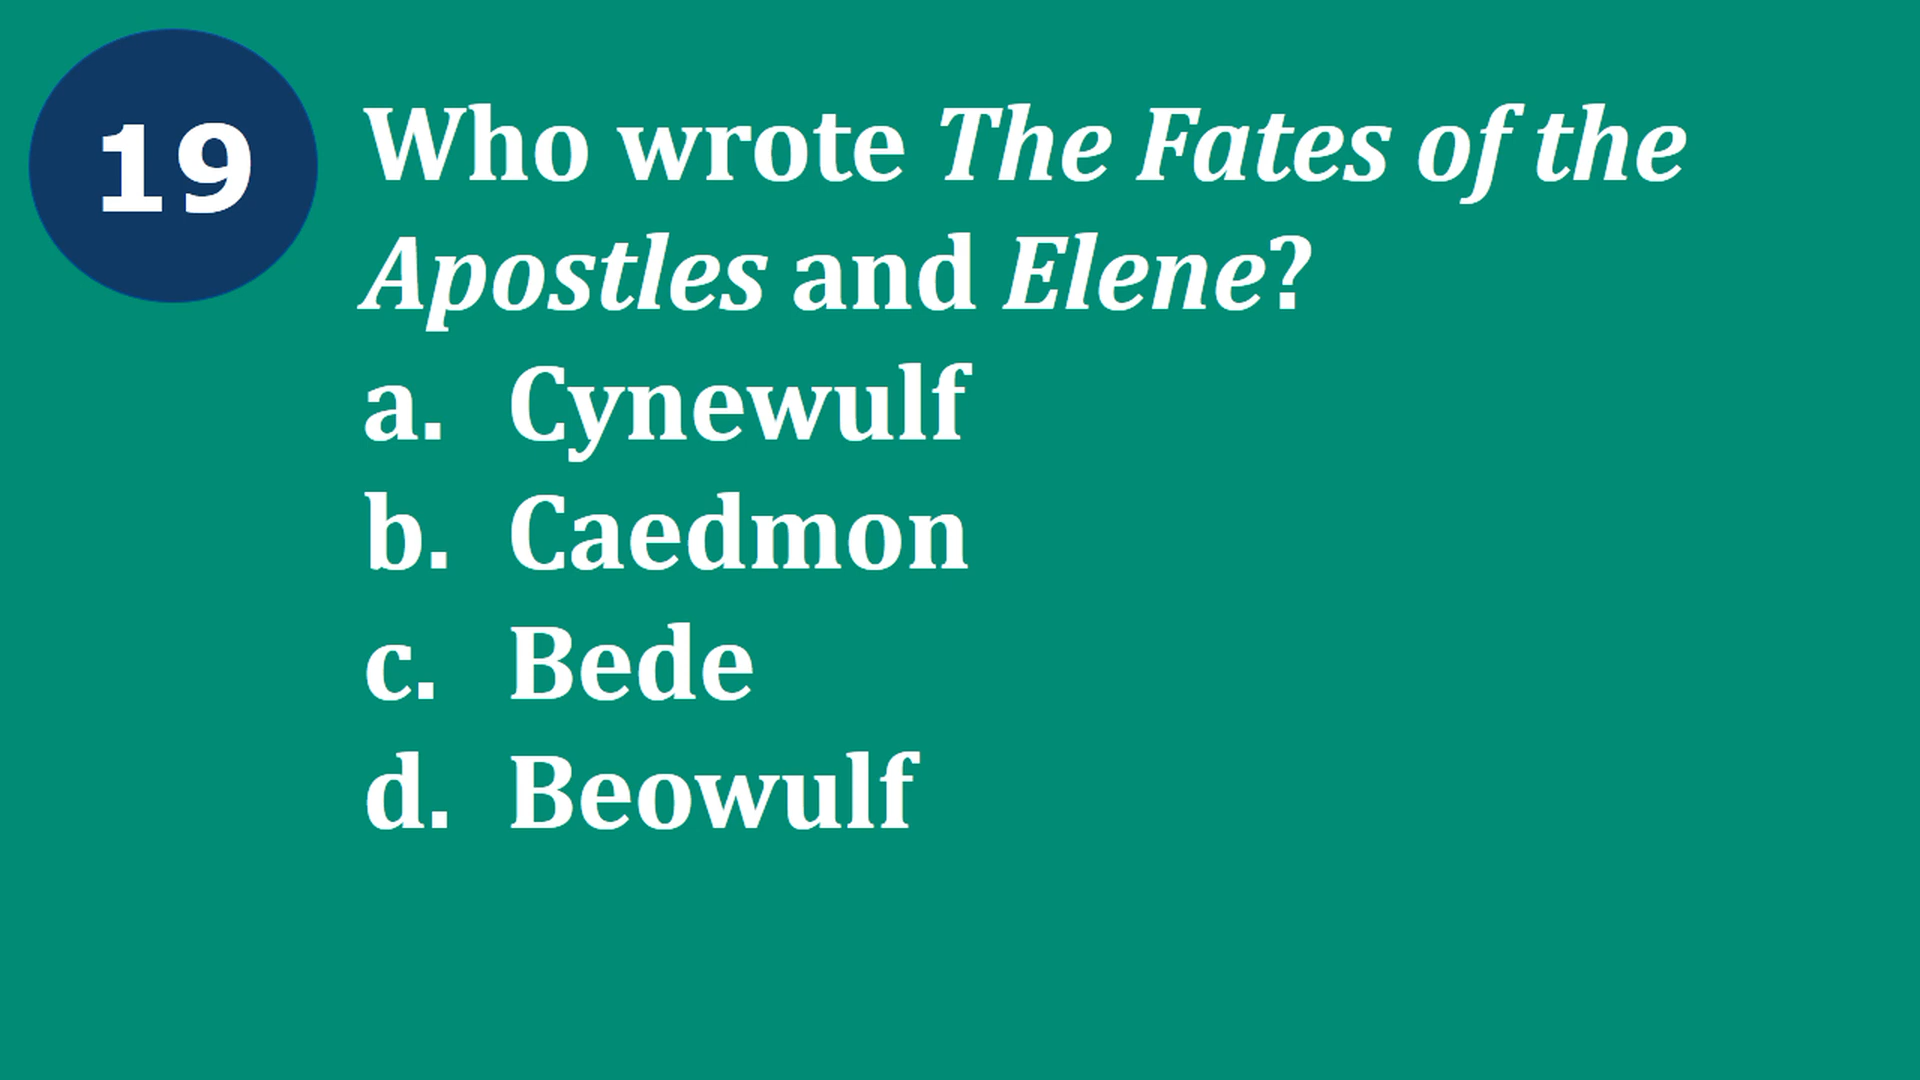 19
Who wrote The Fates of the
Apostles and Elene?
a. Cynewulf
b. Caedmon
c. Bede
d. Beowulf